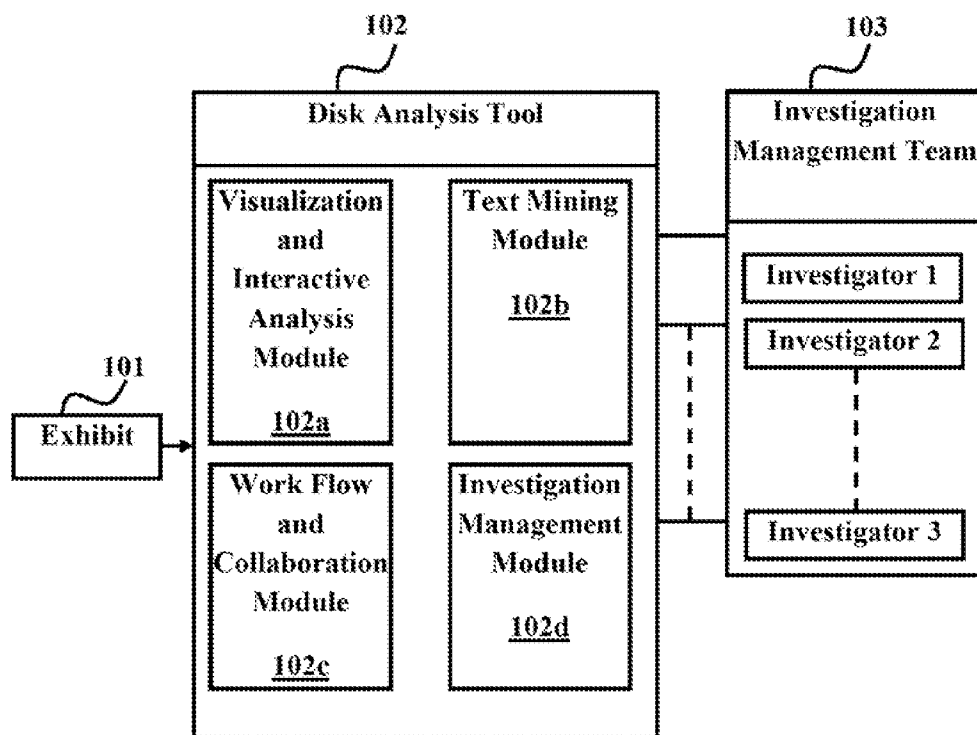 102
103
Disk Analysis Tool
Investigation
Management Team
Visualization
and
Interactive
Analysis
Module
102a
Text Mining
Module
102b
Work Flow
and
Collaboration
Module
102c
Investigation
Management
Module
102d
Investigator 1
Investigator 2
Investigator 3
101
Exhibit